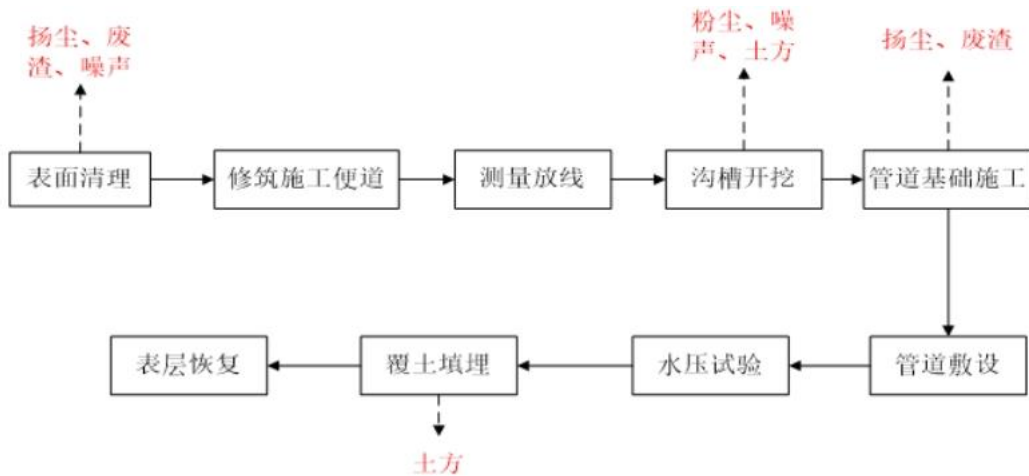 扬尘、废
渣、噪声
粉尘、噪
声、土方
扬尘、废渣
表面清理
修筑施工便道
测量放线
沟槽开挖
管道基础施工
表层恢复
覆土填埋
水压试验
管道敷设
土方